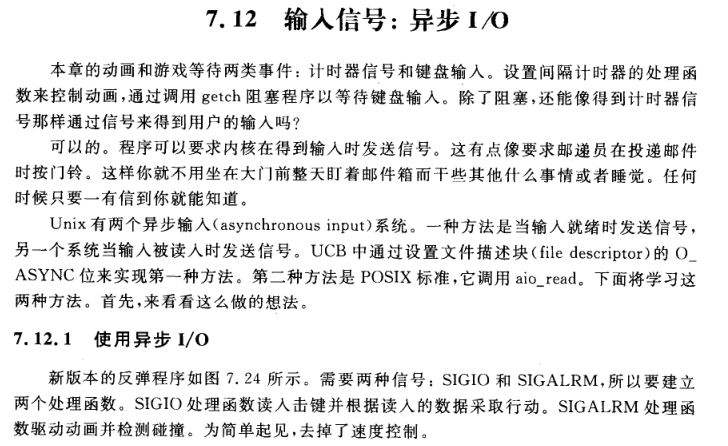 7.12 输入信号：异步 I/O
本章的动画和游戏等待两类事件：计时器信号和键盘输入。设置间隔计时器的处理函
数来控制动画，通过调用 getch 阻塞程序以等待键盘输入。除了阻塞，还能像得到计时器信
号那样通过信号来得到用户的输入吗？
可以的。程序可以要求内核在得到输入时发送信号。这有点像要求邮递员在投递邮件
时按门铃。这样你就不用坐在大门前整天盯着邮件箱而干些其他什么事情或者睡觉。任何
时候只要一有信到你就能知道。
Unix 有两个异步输入(asynchronous input)系统。一种方法是当输入就绪时发送信号，
另一个系统当输入被读入时发送信号。UCB 中通过设置文件描述块(file descriptor)的 O_
ASYNC 位来实现第一种方法。第二种方法是 POSIX 标准，它调用 aio_read。下面将学习这
两种方法。首先，来看看这么做的想法。
7.12.1 使用异步 I/O
新版本的反弹程序如图 7.24 所示。需要两种信号：SIGIO 和 SIGALRM，所以要建立
两个处理函数。SIGIO 处理函数读入击键并根据读入的数据采取行动。SIGALRM 处理函
数驱动动画并检测碰撞。为简单起见，去掉了速度控制。